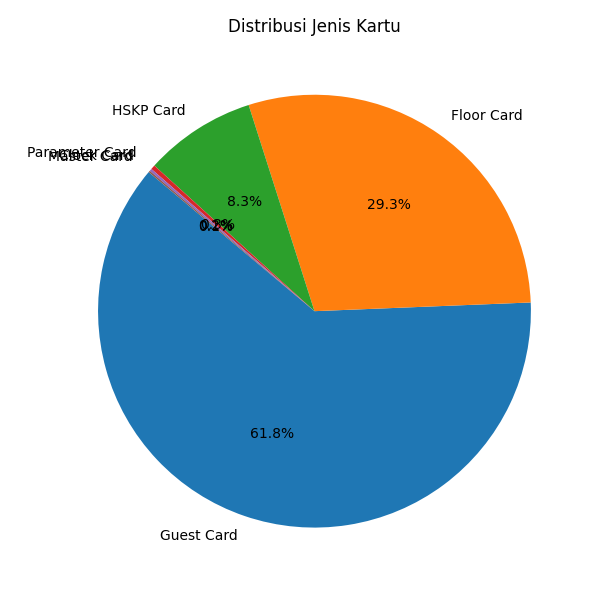 Distribusi Jenis Kartu
HSKP Card
Floor Card
Parameter Card
Master Card
8.3%
29.3%
61.8%
Guest Card